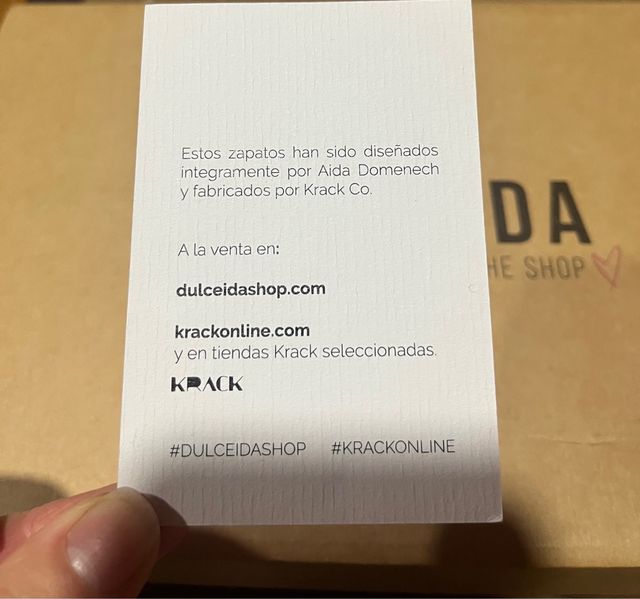 Estos zapatos han sido diseñados
integramente por Aida Domenech
y fabricados por Krack Co.
A la venta en:
dulceidashop.com
krackonline.com
y en tiendas Krack seleccionadas.
KRACK
#DULCEIDASHOP #KRACKONLINE
DA
HE SHOP